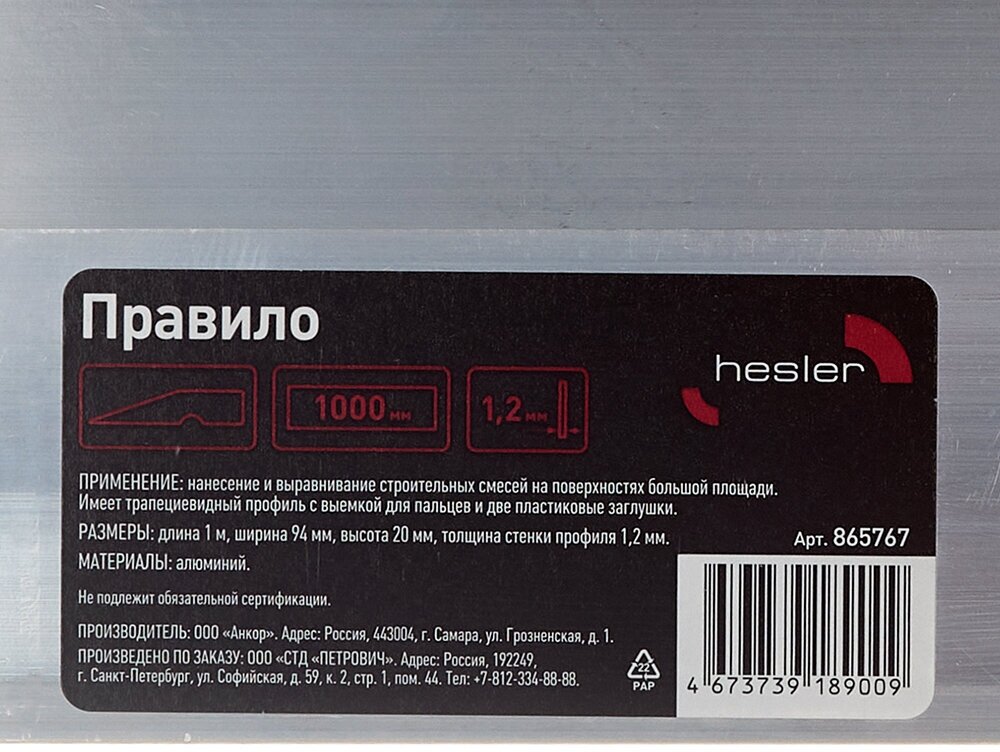 Правило
hesler
1000 мм
1,2 мм
ПРИМЕНЕНИЕ: нанесение и выравнивание строительных смесей на поверхностях большой площади.
Имеет трапециевидный профиль с выемкой для пальцев и две пластиковые заглушки.
РАЗМЕРЫ: длина 1 м, ширина 94 мм, высота 20 мм, толщина стенки профиля 1,2 мм.
Арт. 865767
МАТЕРИАЛЫ: алюминий.
Не подлежит обязательной сертификации.
ПРОИЗВОДИТЕЛЬ: ООО «Анкор». Адрес: Россия, 443004, г. Самара, ул. Грозненская, д. 1.
ПРОИЗВЕДЕНО ПО ЗАКАЗУ: ООО «СТД «ПЕТРОВИЧ». Адрес: Россия, 192249,
г. Санкт-Петербург, ул. Софийская, д. 59, к. 2, стр. 1, пом. 44. Тел: +7-812-334-88-88.
22
PAP
4 673739 189009